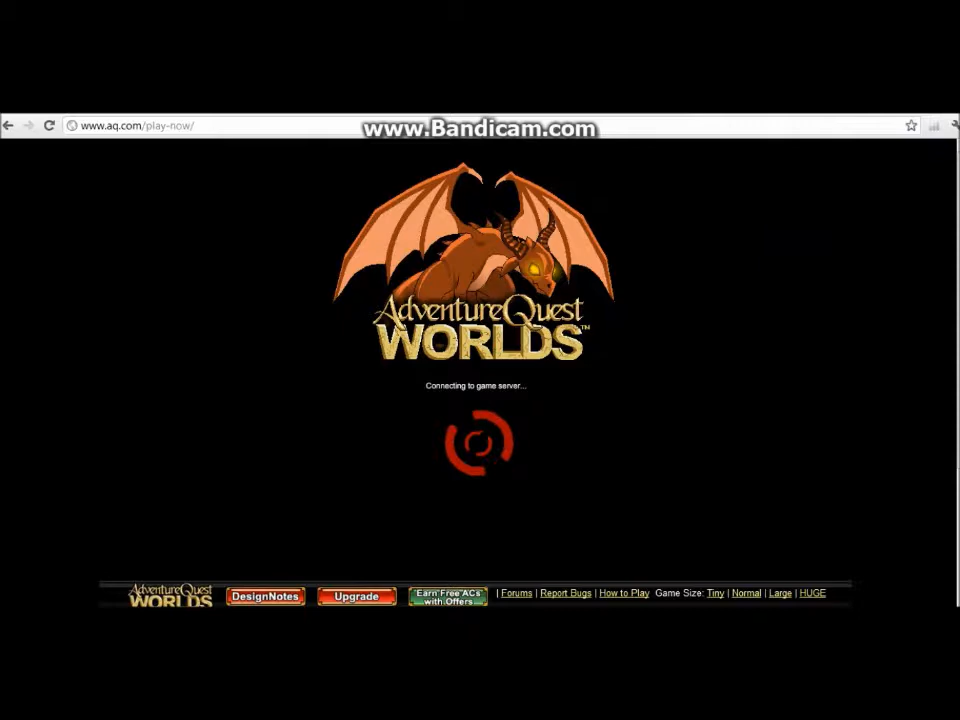 www.aq.com/play-now/
www.Bandicam.com
AdventureQuest
WORLDS™
Connecting to game server...
AdventureQuest
WORLDS
DesignNotes
Upgrade
Earn Free ACs
with Offers
| Forums | Report Bugs | How to Play Game Size: Tiny | Normal | Large | HUGE